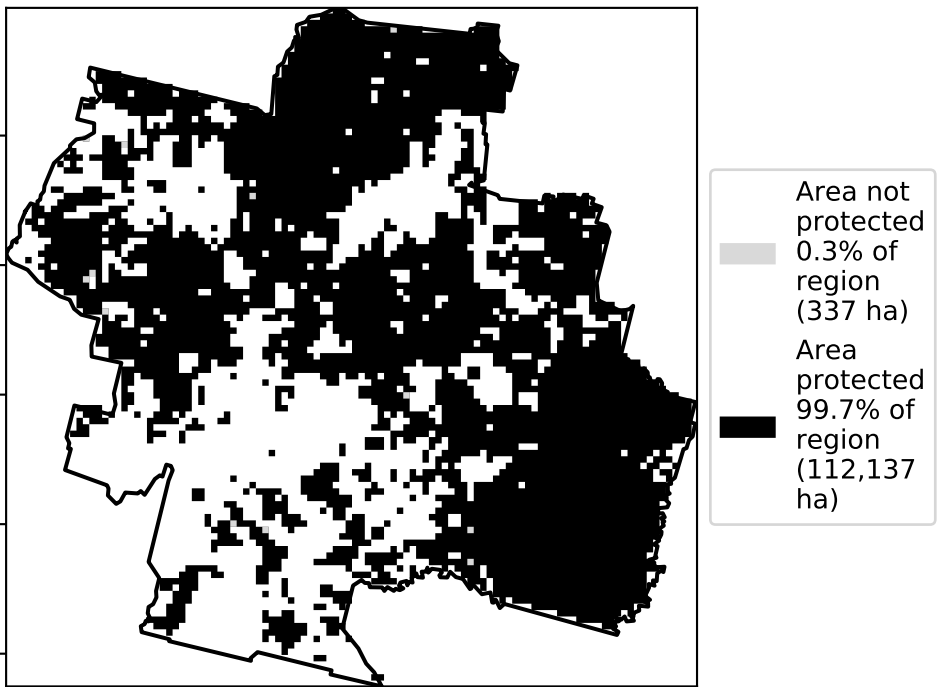 Area not
protected
0.3% of
region
(337 ha)
Area
protected
99.7% of
region
(112,137
ha)